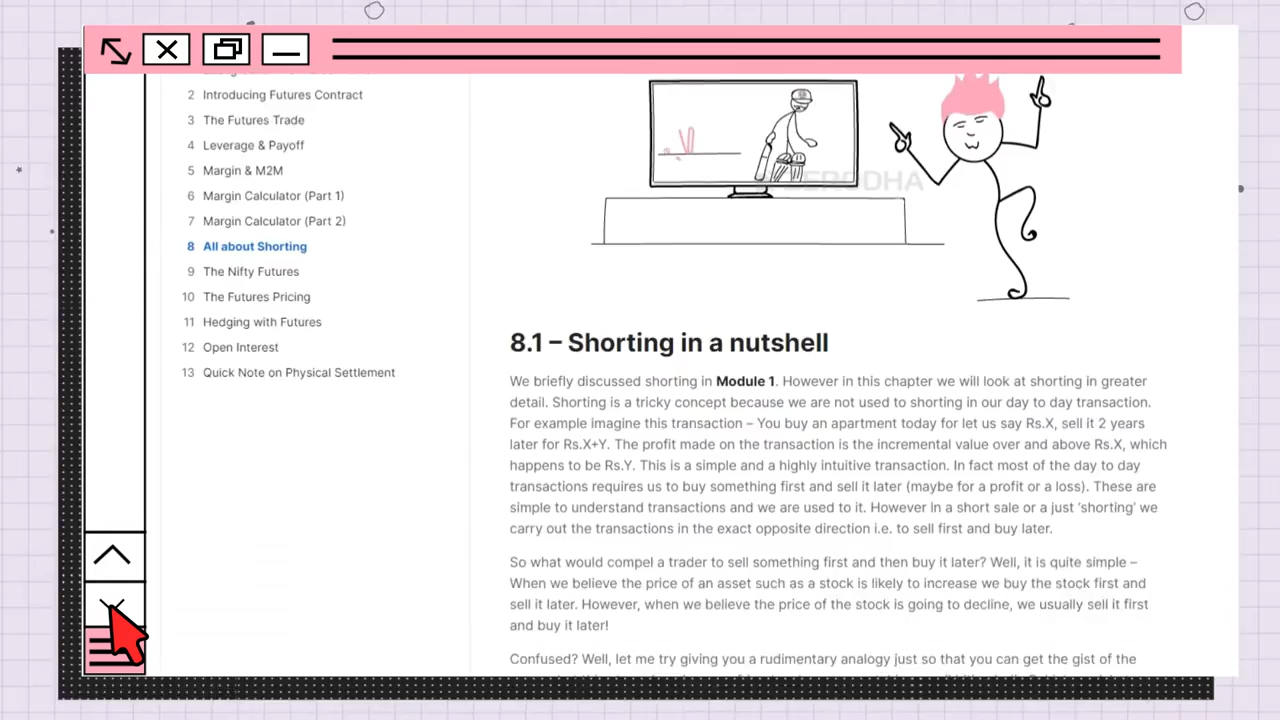 2 Introducing Futures Contract
3 The Futures Trade
4 Leverage & Payoff
5 Margin & M2M
6 Margin Calculator (Part 1)
7 Margin Calculator (Part 2)
8 All about Shorting
9 The Nifty Futures
10 The Futures Pricing
11 Hedging with Futures
12 Open Interest
13 Quick Note on Physical Settlement
8.1 – Shorting in a nutshell
We briefly discussed shorting in Module 1. However in this chapter we will look at shorting in greater
detail. Shorting is a tricky concept because we are not used to shorting in our day to day transaction.
For example imagine this transaction – You buy an apartment today for let us say Rs.X, sell it 2 years
later for Rs.X+Y. The profit made on the transaction is the incremental value over and above Rs.X, which
happens to be Rs.Y. This is a simple and a highly intuitive transaction. In fact most of the day to day
transactions requires us to buy something first and sell it later (maybe for a profit or a loss). These are
simple to understand transactions and we are used to it. However In a short sale or a just ‘shorting’ we
carry out the transactions in the exact opposite direction i.e. to sell first and buy later.
So what would compel a trader to sell something first and then buy it later? Well, it is quite simple –
When we believe the price of an asset such as a stock is likely to increase we buy the stock first and
sell it later. However, when we believe the price of the stock is going to decline, we usually sell it first
and buy it later!
Confused? Well, let me try giving you a rudimentary analogy just so that you can get the gist of the